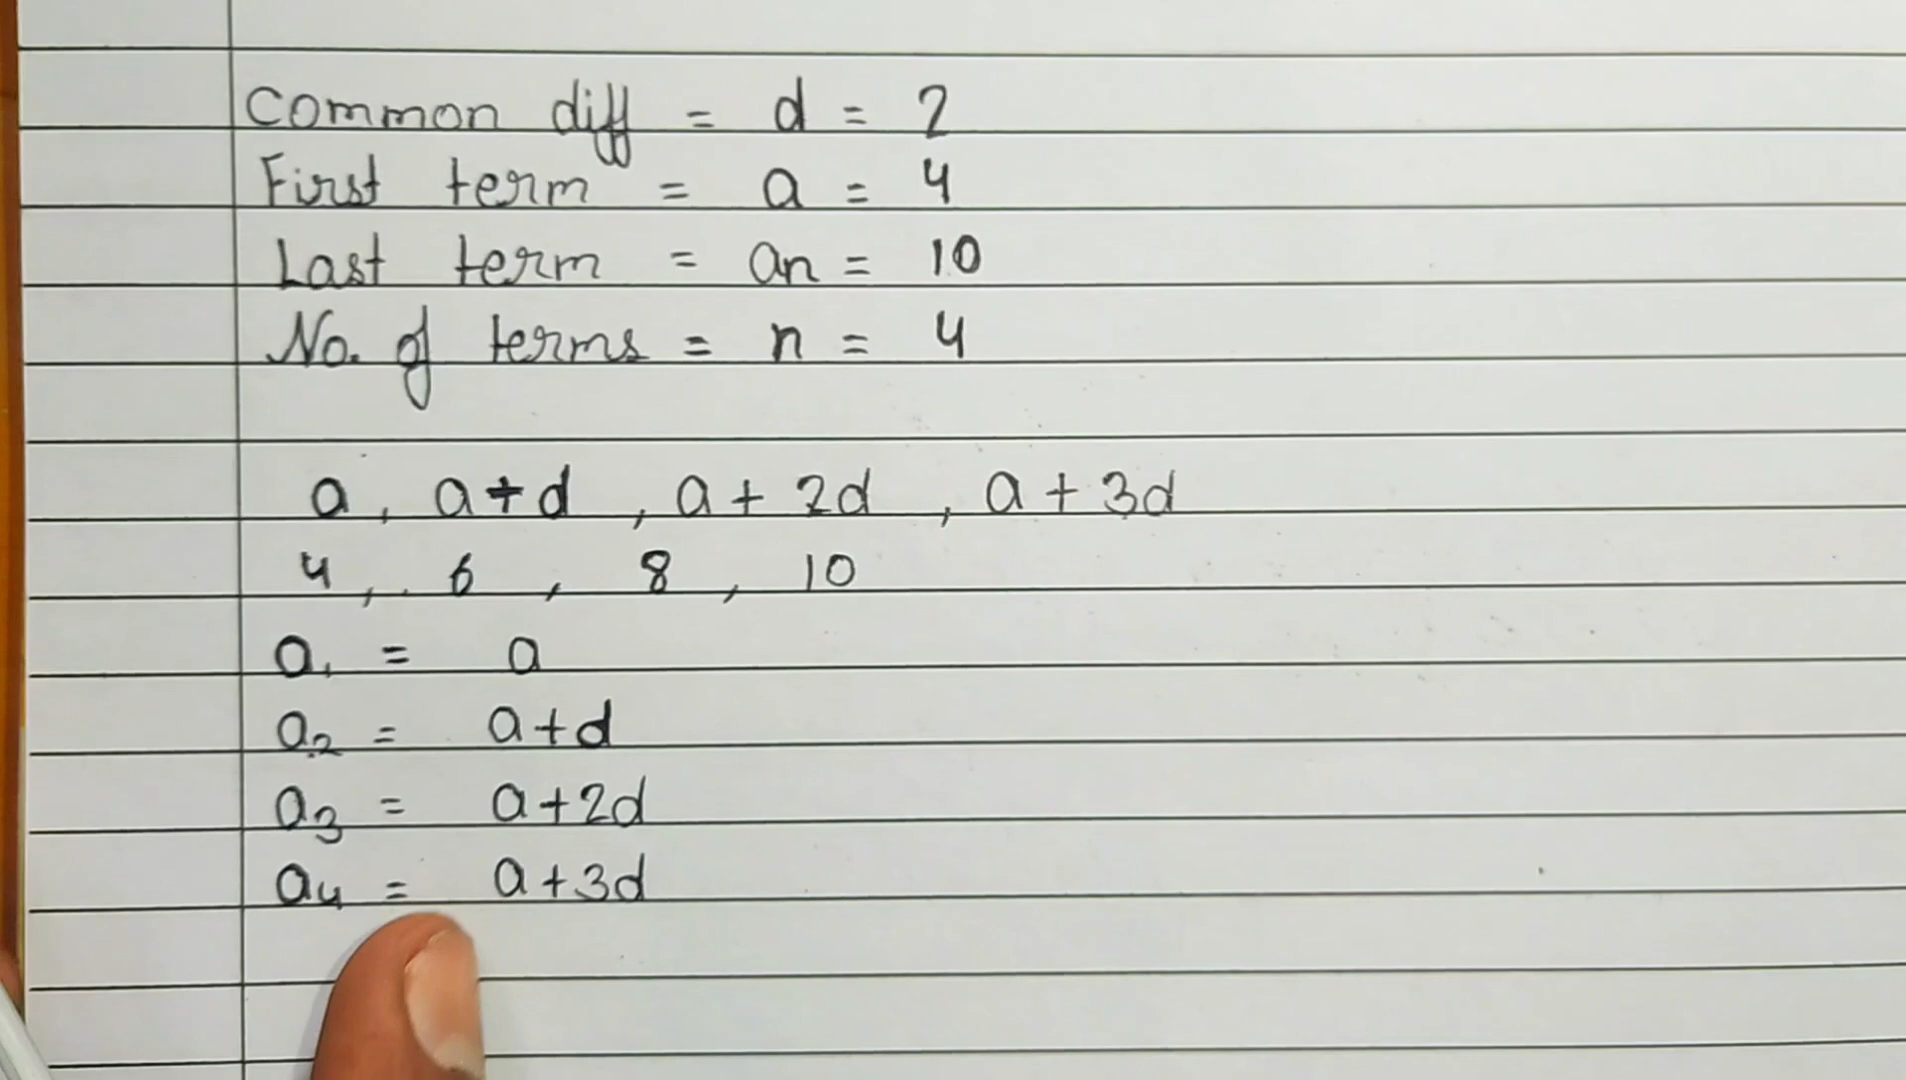 Common diff = d = 2
First term = a = 4
Last term = an = 10
No. of terms = n = 4
a, a+d, a + 2d, a + 3d
4, 6, 8, 10
a1 = a
a2 = a+d
a3 = a+2d
a4 = a+3d